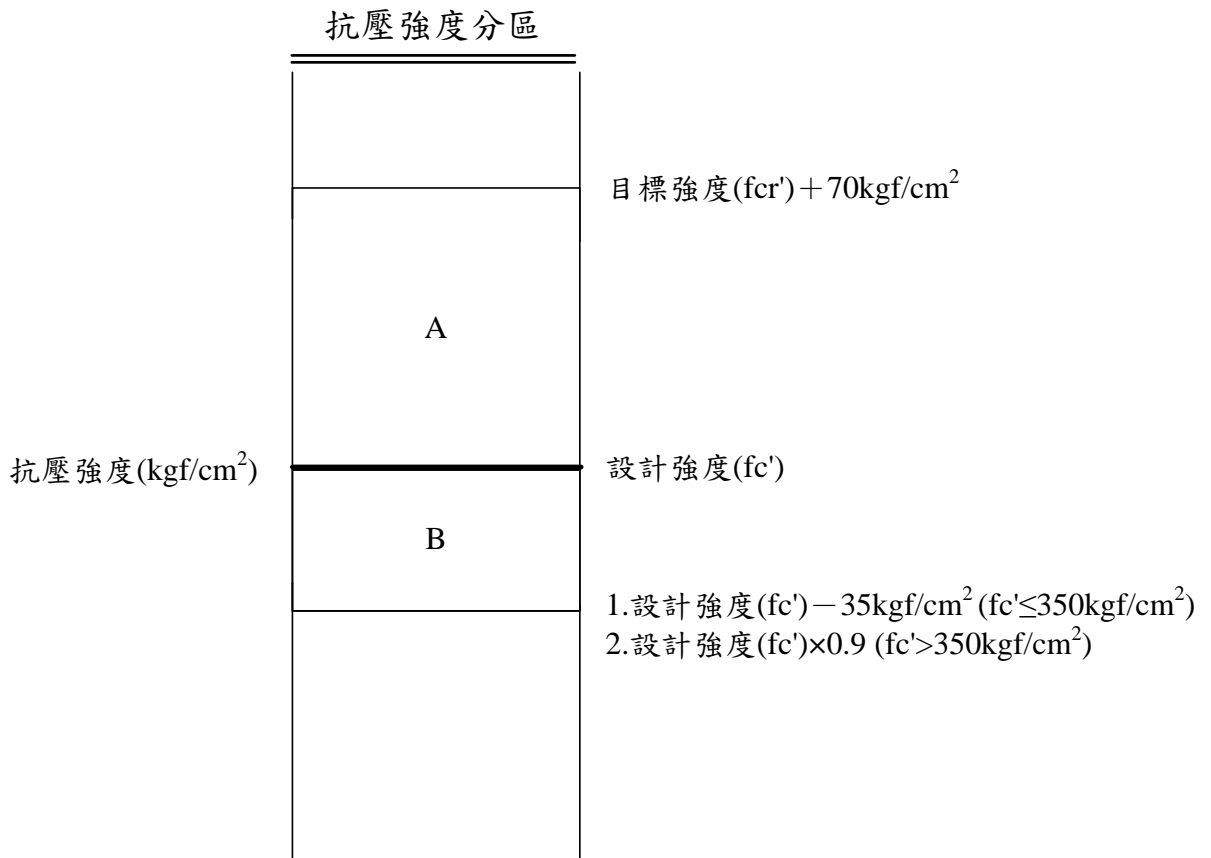 抗壓強度分區
目標強度(fcr')＋70kgf/cm²
A
抗壓強度(kgf/cm²)
設計強度(fc')
B
1.設計強度(fc')－35kgf/cm² (fc'≤350kgf/cm²)
2.設計強度(fc')×0.9 (fc'>350kgf/cm²)